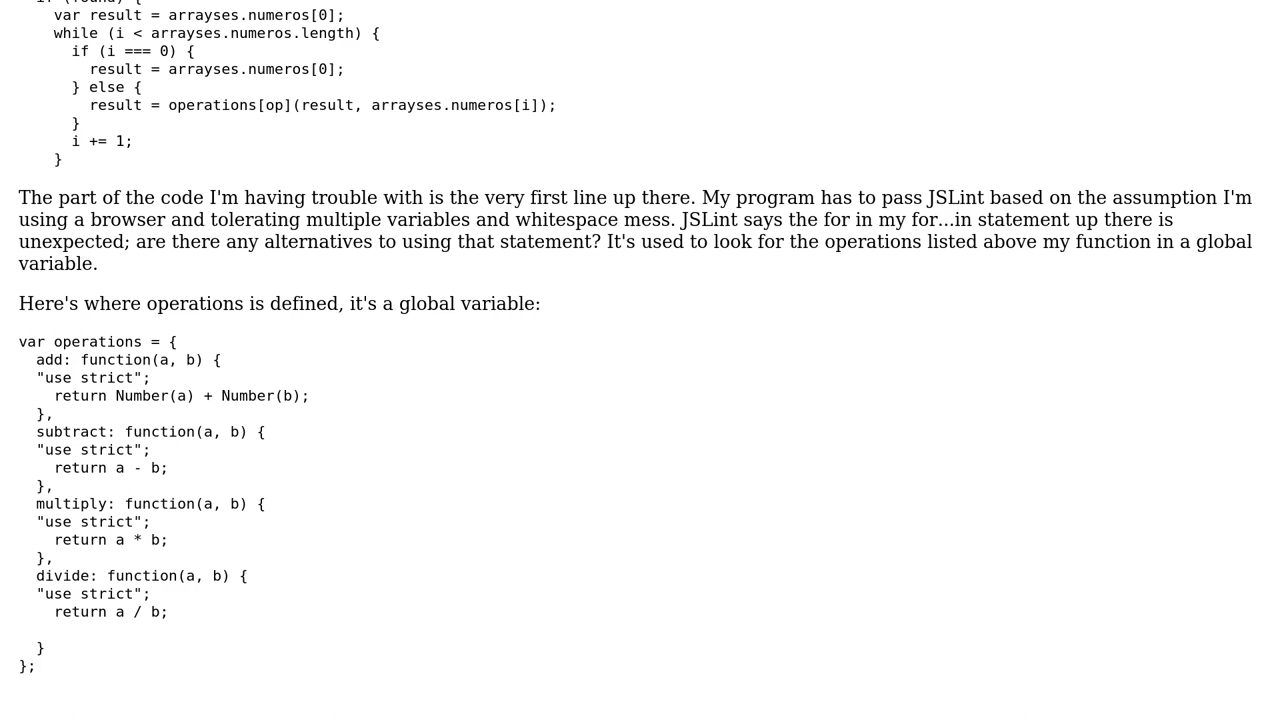 if (found) {
var result = arrayses.numeros[0];
while (i < arrayses.numeros.length) {
if (i === 0) {
result = arrayses.numeros[0];
} else {
result = operations[op](result, arrayses.numeros[i]);
}
i += 1;
}
The part of the code I'm having trouble with is the very first line up there. My program has to pass JSLint based on the assumption I'm
using a browser and tolerating multiple variables and whitespace mess. JSLint says the for in my for...in statement up there is
unexpected; are there any alternatives to using that statement? It's used to look for the operations listed above my function in a global
variable.
Here's where operations is defined, it's a global variable:
var operations = {
add: function(a, b) {
"use strict";
return Number(a) + Number(b);
},
subtract: function(a, b) {
"use strict";
return a - b;
},
multiply: function(a, b) {
"use strict";
return a * b;
},
divide: function(a, b) {
"use strict";
return a / b;
}
};